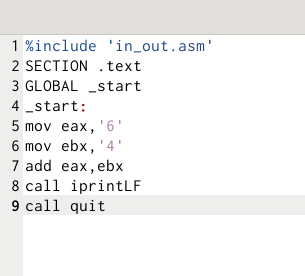 1 %include 'in_out.asm'
2 SECTION .text
3 GLOBAL _start
4 _start:
5 mov eax,'6'
6 mov ebx,'4'
7 add eax,ebx
8 call iprintLF
9 call quit